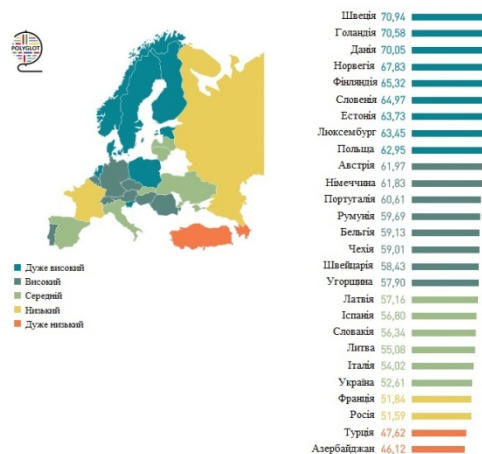 POLYGLOT
Дуже високий
Високий
Середній
Низький
Дуже низький
Швеція 70,94
Голандія 70,58
Данія 70,05
Норвегія 67,83
Фінляндія 65,32
Словенія 64,97
Естонія 63,73
Люксембург 63,45
Польща 62,95
Австрія 61,97
Німеччина 61,83
Португалія 60,61
Румунія 59,69
Бельгія 59,13
Чехія 59,01
Швейцарія 58,43
Угорщина 57,90
Латвія 57,16
Іспанія 56,80
Словакія 56,34
Литва 55,08
Італія 54,02
Україна 52,61
Франція 51,84
Росія 51,59
Турція 47,62
Азербайджан 46,12